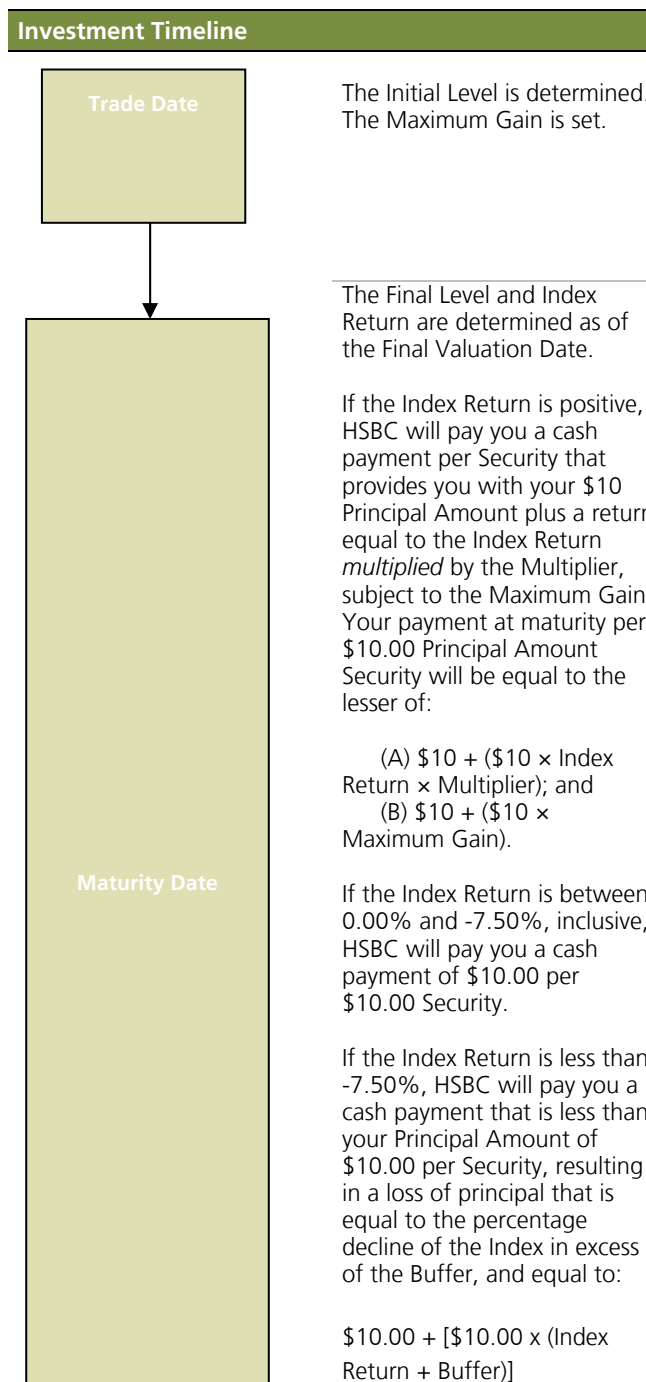 Investment Timeline
Trade Date
The Initial Level is determined.
The Maximum Gain is set.
The Final Level and Index
Return are determined as of
the Final Valuation Date.
If the Index Return is positive,
HSBC will pay you a cash
payment per Security that
provides you with your $10
Principal Amount plus a return
equal to the Index Return
multiplied by the Multiplier,
subject to the Maximum Gain
Your payment at maturity per
$10.00 Principal Amount
Security will be equal to the
lesser of:
(A) $10 + ($10 × Index
Return × Multiplier); and
(B) $10 + ($10 ×
Maximum Gain).
Maturity Date
If the Index Return is between
0.00% and -7.50%, inclusive,
HSBC will pay you a cash
payment of $10.00 per
$10.00 Security.
If the Index Return is less than
-7.50%, HSBC will pay you a
cash payment that is less than
your Principal Amount of
$10.00 per Security, resulting
in a loss of principal that is
equal to the percentage
decline of the Index in excess
of the Buffer, and equal to:
$10.00 + [$10.00 x (Index
Return + Buffer)]